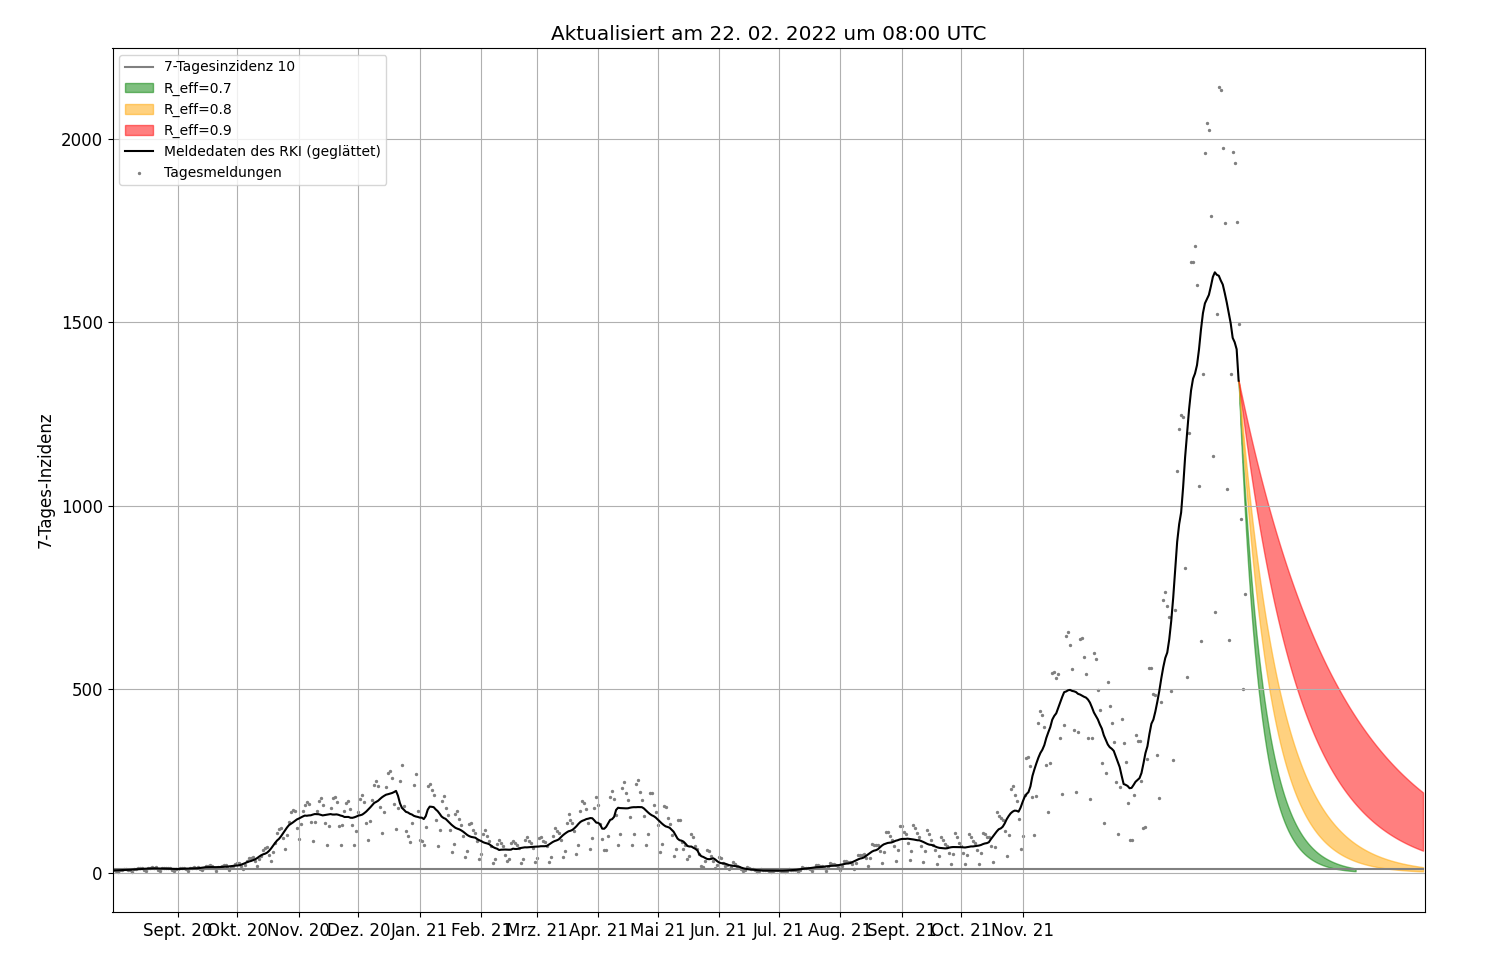 Aktualisiert am 22. 02. 2022 um 08:00 UTC
7-Tagesinzidenz 10
R_eff=0.7
R_eff=0.8
R_eff=0.9
Meldedaten des RKI (geglättet)
Tagesmeldungen
7-Tages-Inzidenz
2000
1500
1000
500
0
Sept. 20 Okt. 20 Nov. 20 Dez. 20 Jan. 21 Feb. 21 Mrz. 21 Apr. 21 Mai 21 Jun. 21 Jul. 21 Aug. 21 Sept. 21 Oct. 21 Nov. 21